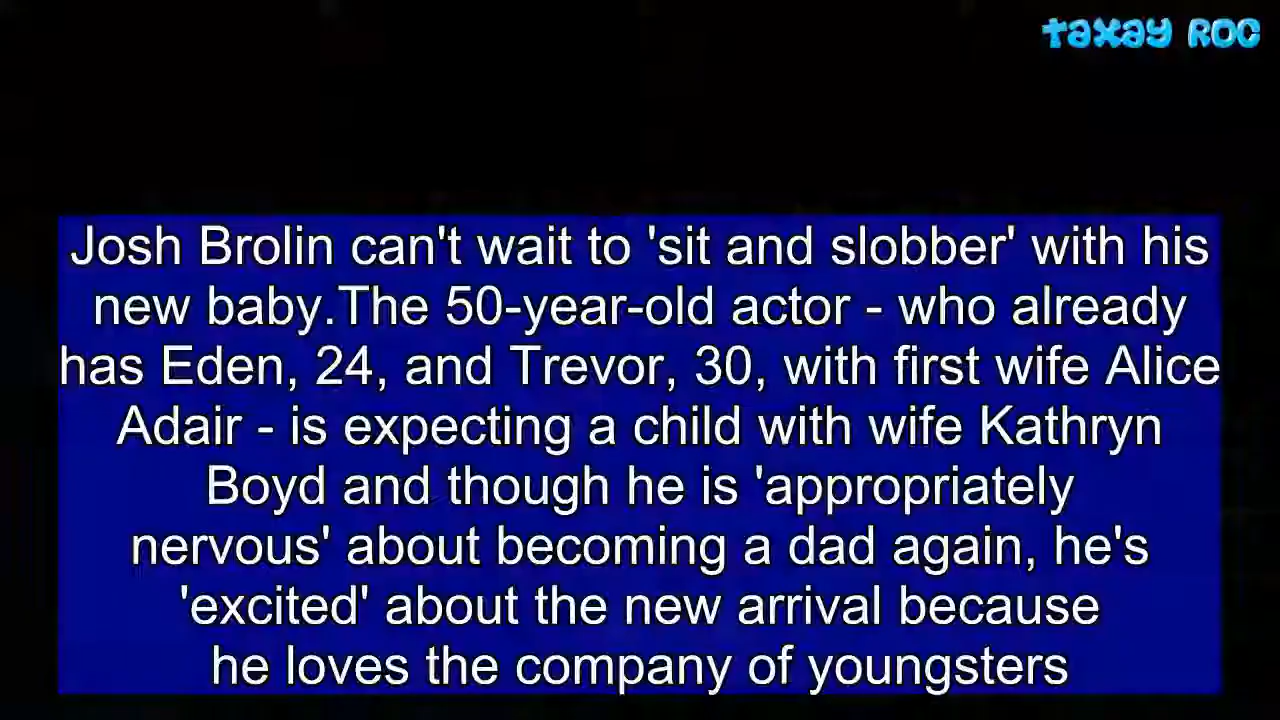 TAXAY ROC
Josh Brolin can't wait to 'sit and slobber' with his
new baby.The 50-year-old actor - who already
has Eden, 24, and Trevor, 30, with first wife Alice
Adair - is expecting a child with wife Kathryn
Boyd and though he is 'appropriately
nervous' about becoming a dad again, he's
'excited' about the new arrival because
he loves the company of youngsters